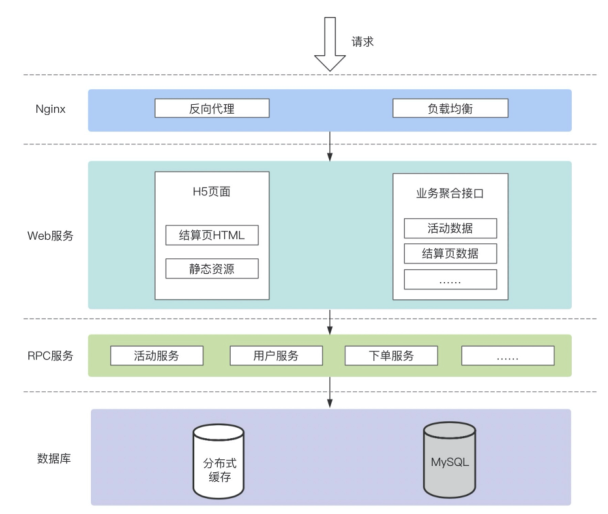 请求
Nginx
反向代理
负载均衡
Web服务
H5页面
结算页HTML
静态资源
业务聚合接口
活动数据
结算页数据
......
RPC服务
活动服务
用户服务
下单服务
......
数据库
分布式
缓存
MySQL